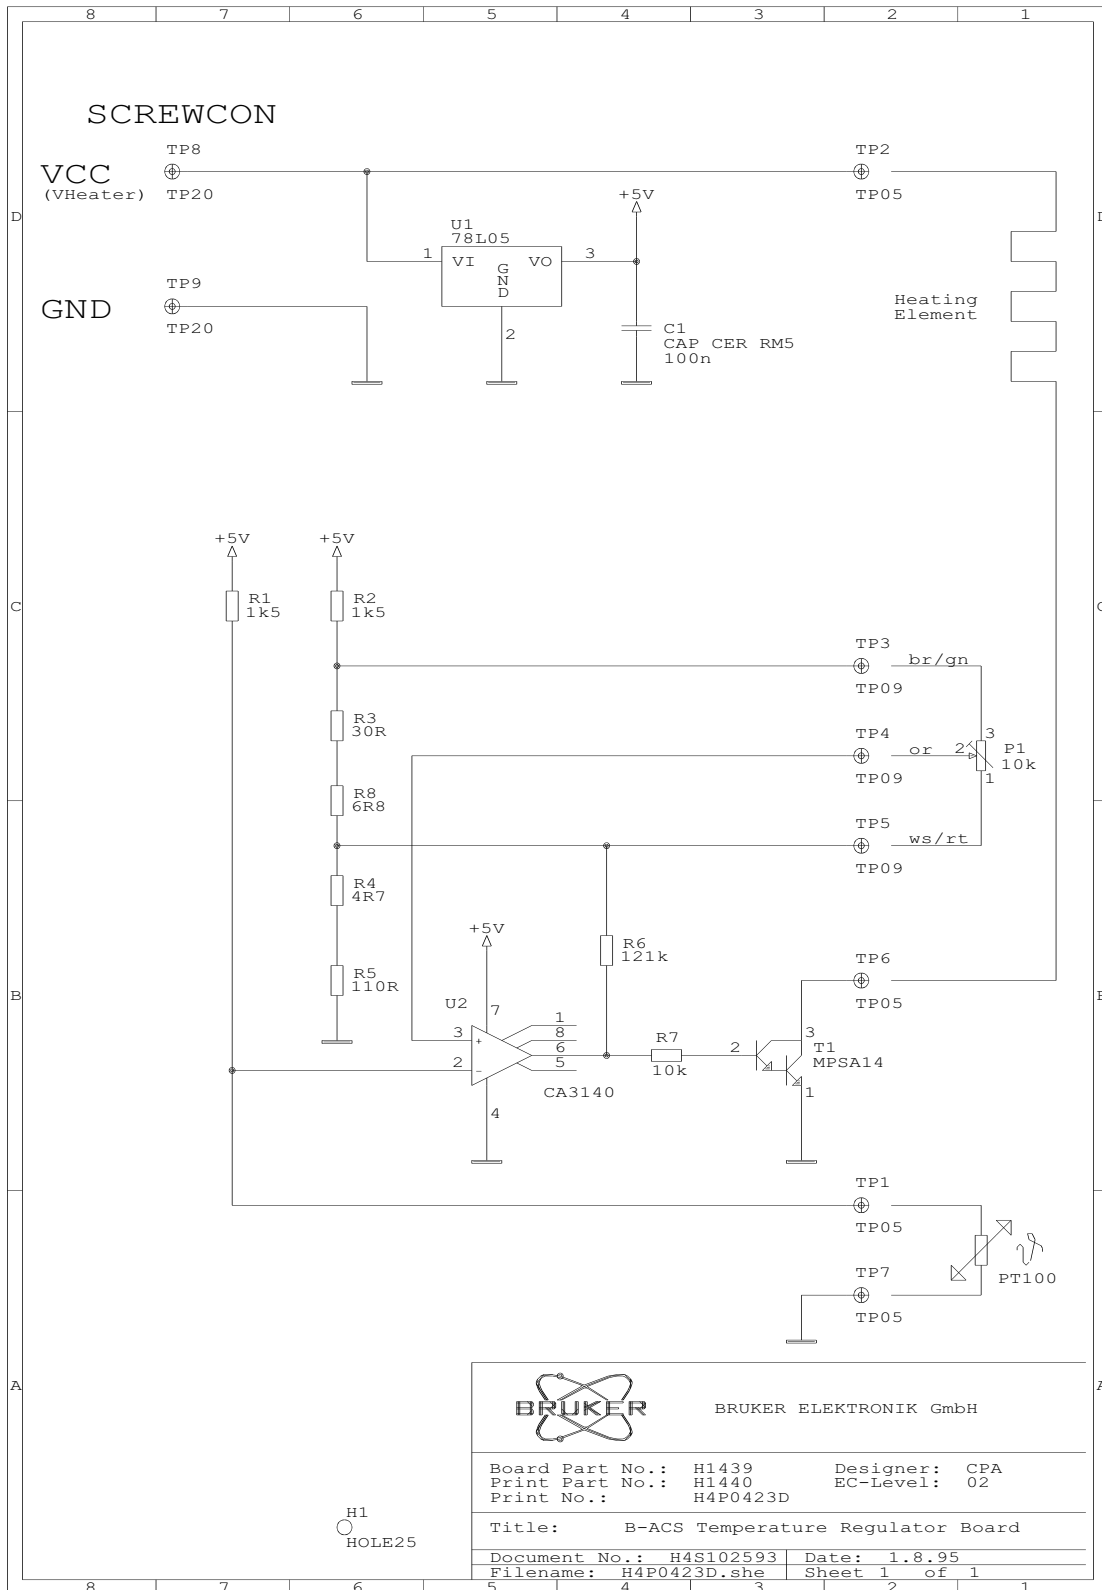 8 7 6 5 4 3 2 1
SCREWCON
TP8
TP2
VCC
(VHeater)
TP20
TP05
+5V
D
U1
78L05
1
VI
GND
VO
3
TP9
GND
TP20
2
C1
CAP CER RM5
100n
Heating
Element
+5V
+5V
C
R1
1k5
R2
1k5
TP3
br/gn
TP09
R3
30R
TP4
or
2
3
P1
10k
1
TP09
R8
6R8
TP5
ws/rt
TP09
R4
4R7
+5V
R6
121k
TP6
TP05
B
R5
110R
U2
7
3
+
2
-
1
8
6
5
4
CA3140
R7
10k
2
3
T1
MPSA14
1
TP1
TP05
ϑ
PT100
TP7
TP05
A
A
BRUKER
BRUKER ELEKTRONIK GmbH
Board Part No.: H1439 Designer: CPA
Print Part No.: H1440 EC-Level: 02
Print No.: H4P0423D
H1
HOLE25
Title: B-ACS Temperature Regulator Board
Document No.: H4S102593 Date: 1.8.95
Filename: H4P0423D.she Sheet 1 of 1
8 7 6 5 4 3 2 1